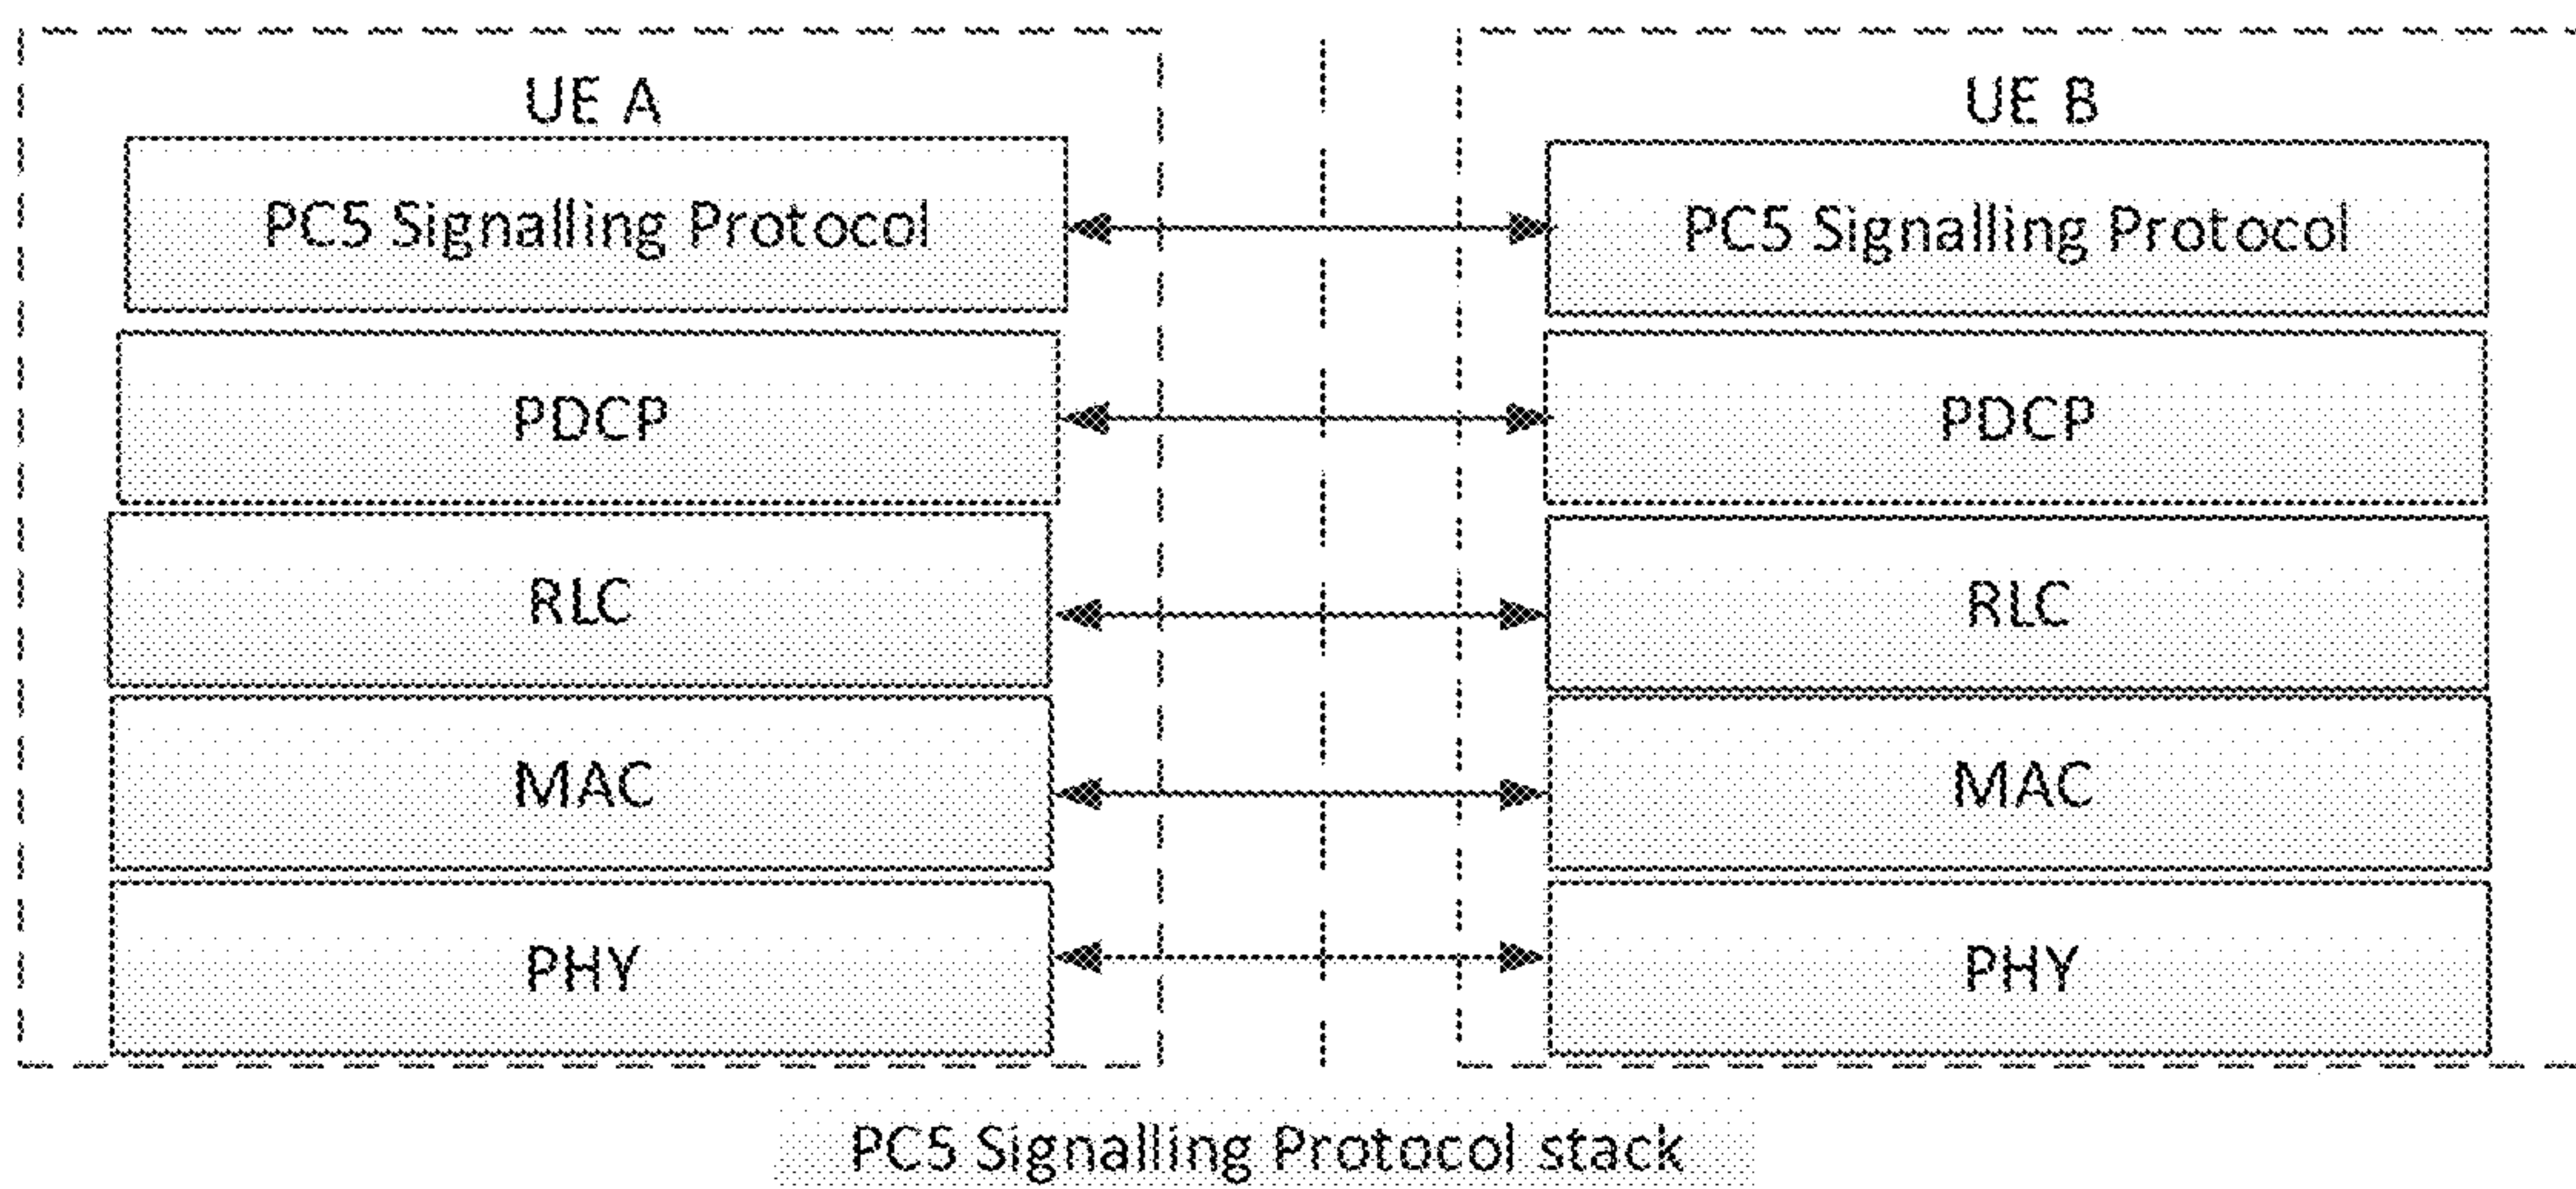 UE A
PC5 Signalling Protocol
PDCP
RLC
MAC
PHY
UE B
PC5 Signalling Protocol
PDCP
RLC
MAC
PHY
PC5 Signalling Protocol stack